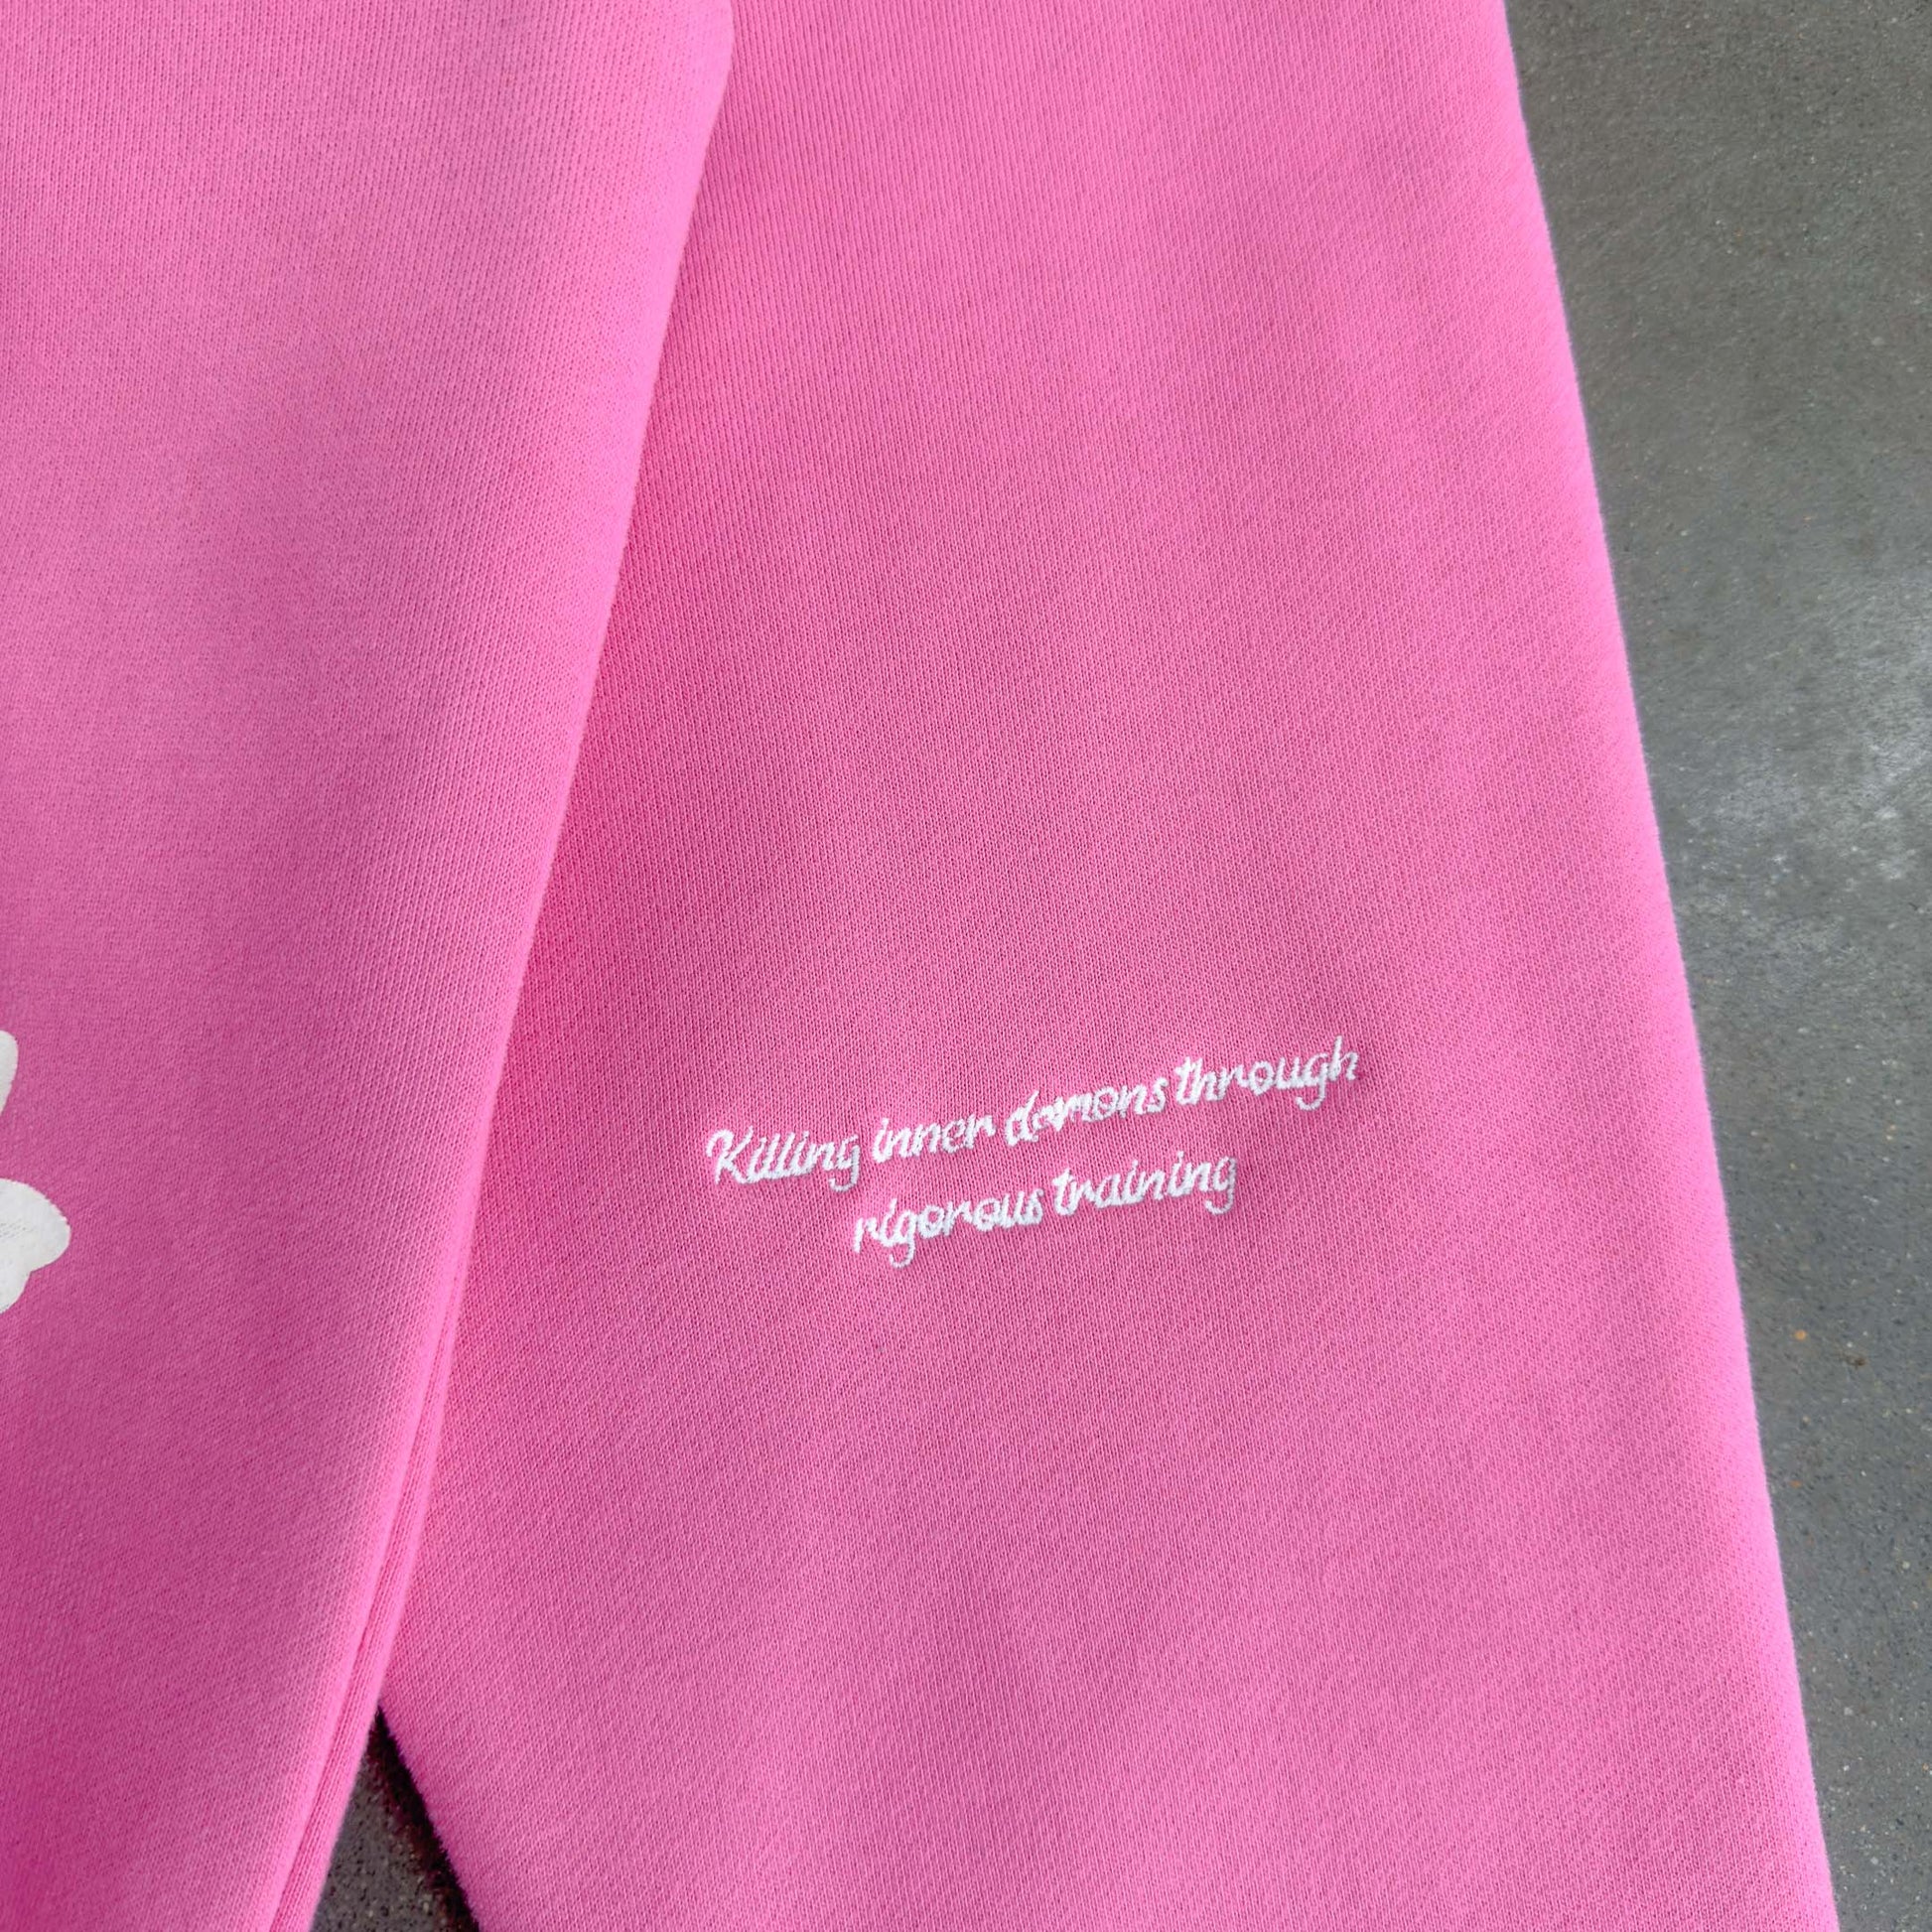 Killing inner demons through
rigorous training